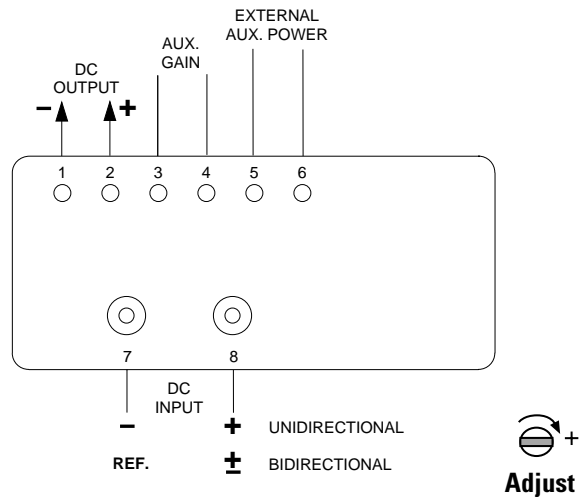 EXTERNAL
AUX. POWER
AUX.
GAIN
DC
OUTPUT
− +
1 2 3 4 5 6
7 8
DC
INPUT
− + UNIDIRECTIONAL
REF. ± BIDIRECTIONAL
+
Adjust